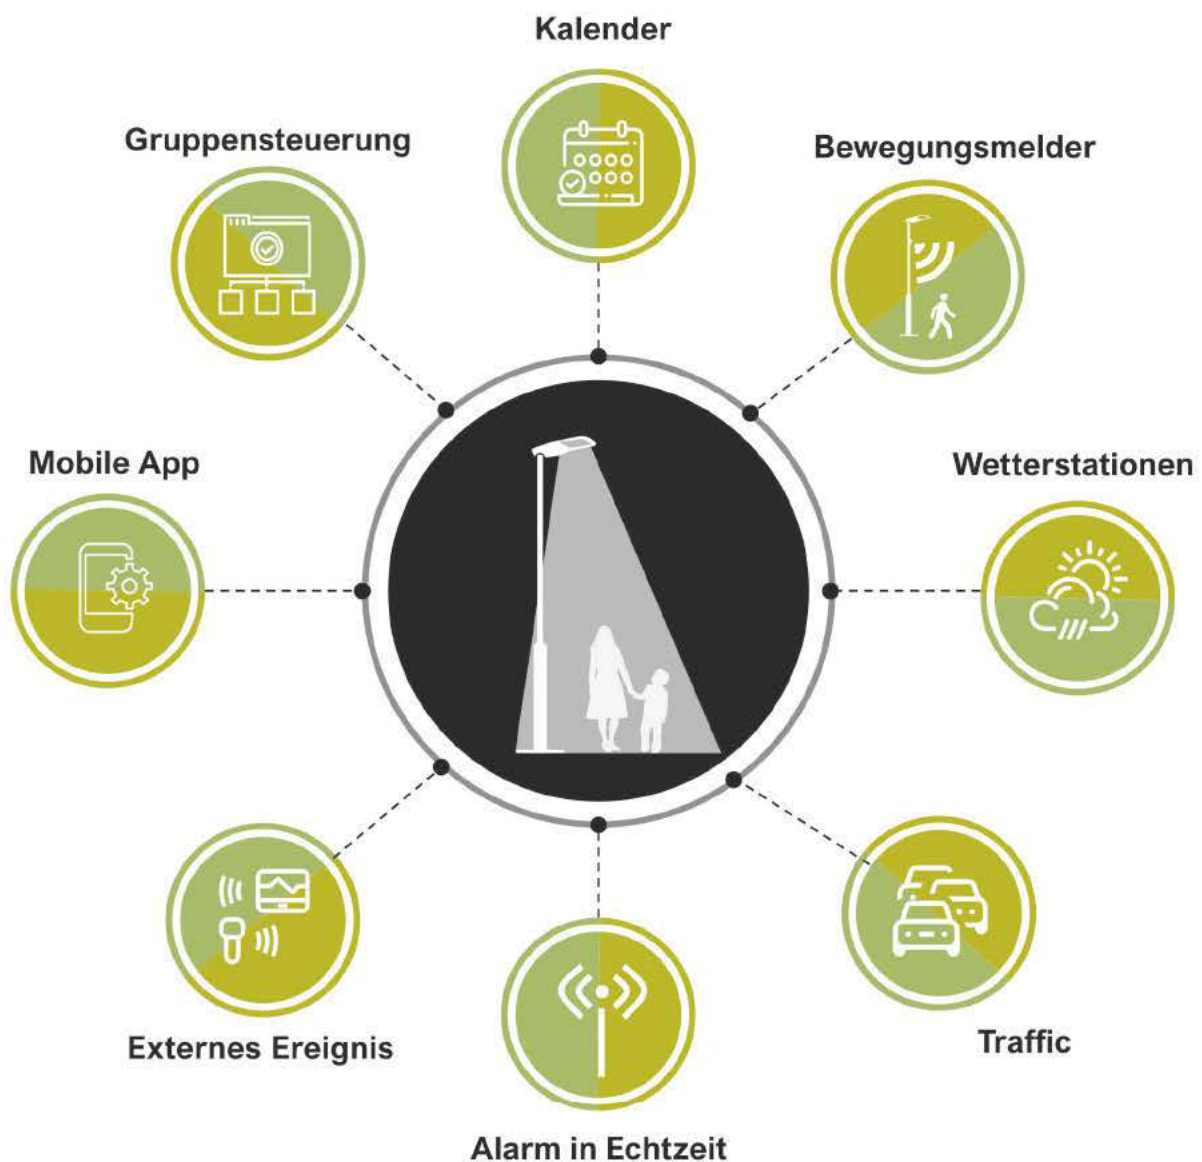 Kalender
Gruppensteuerung
Bewegungsmelder
Mobile App
Wetterstationen
Externes Ereignis
Traffic
Alarm in Echtzeit